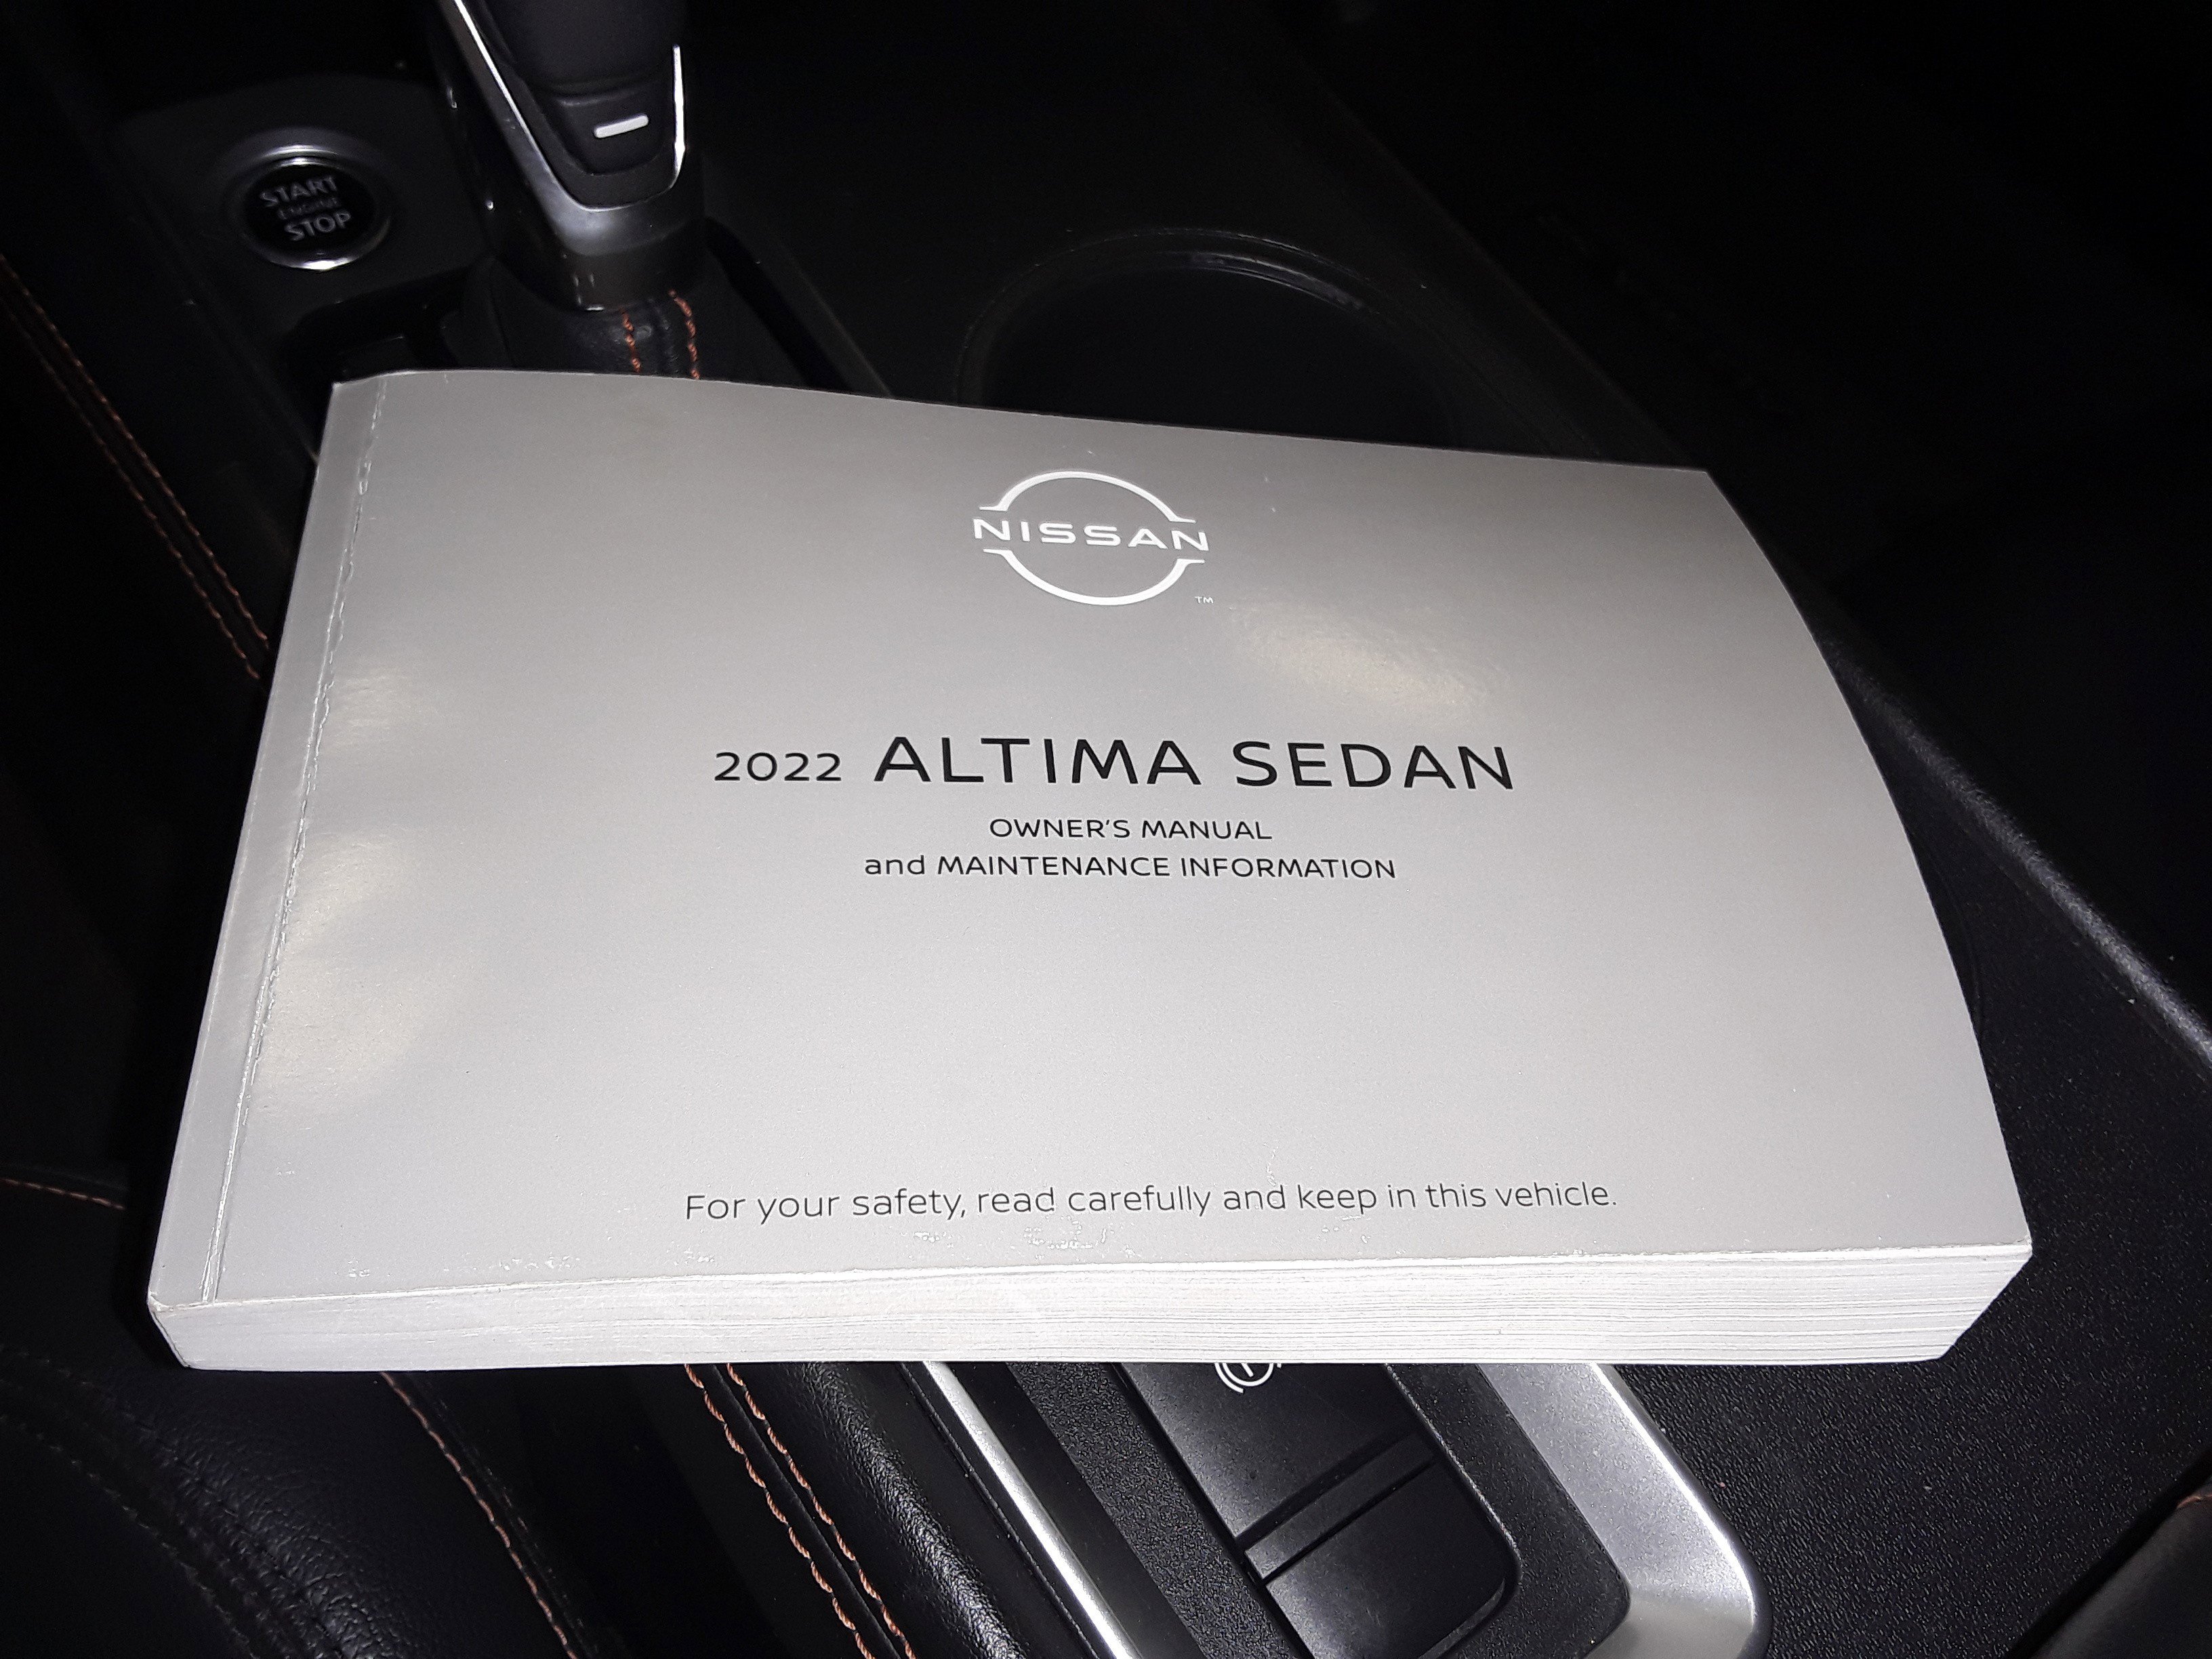 START
ENGINE
STOP
NISSAN
TM
2022 ALTIMA SEDAN
OWNER'S MANUAL
and MAINTENANCE INFORMATION
For your safety, read carefully and keep in this vehicle.